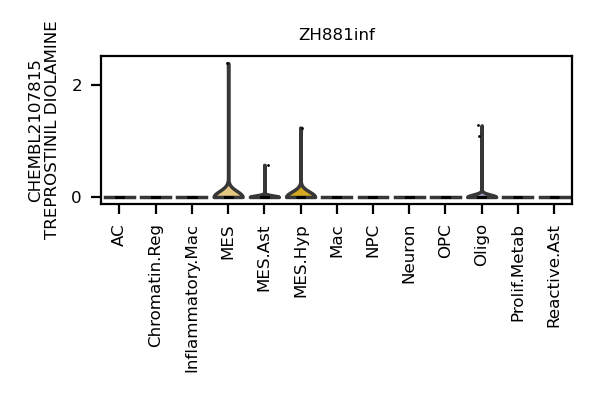 ZH881inf
CHEMBL2107815
TREPROSTINIL DIOLAMINE
2
0
AC
Chromatin.Reg
Inflammatory.Mac
MES
MES.Ast
MES.Hyp
Mac
NPC
Neuron
OPC
Oligo
Prolif.Metab
Reactive.Ast